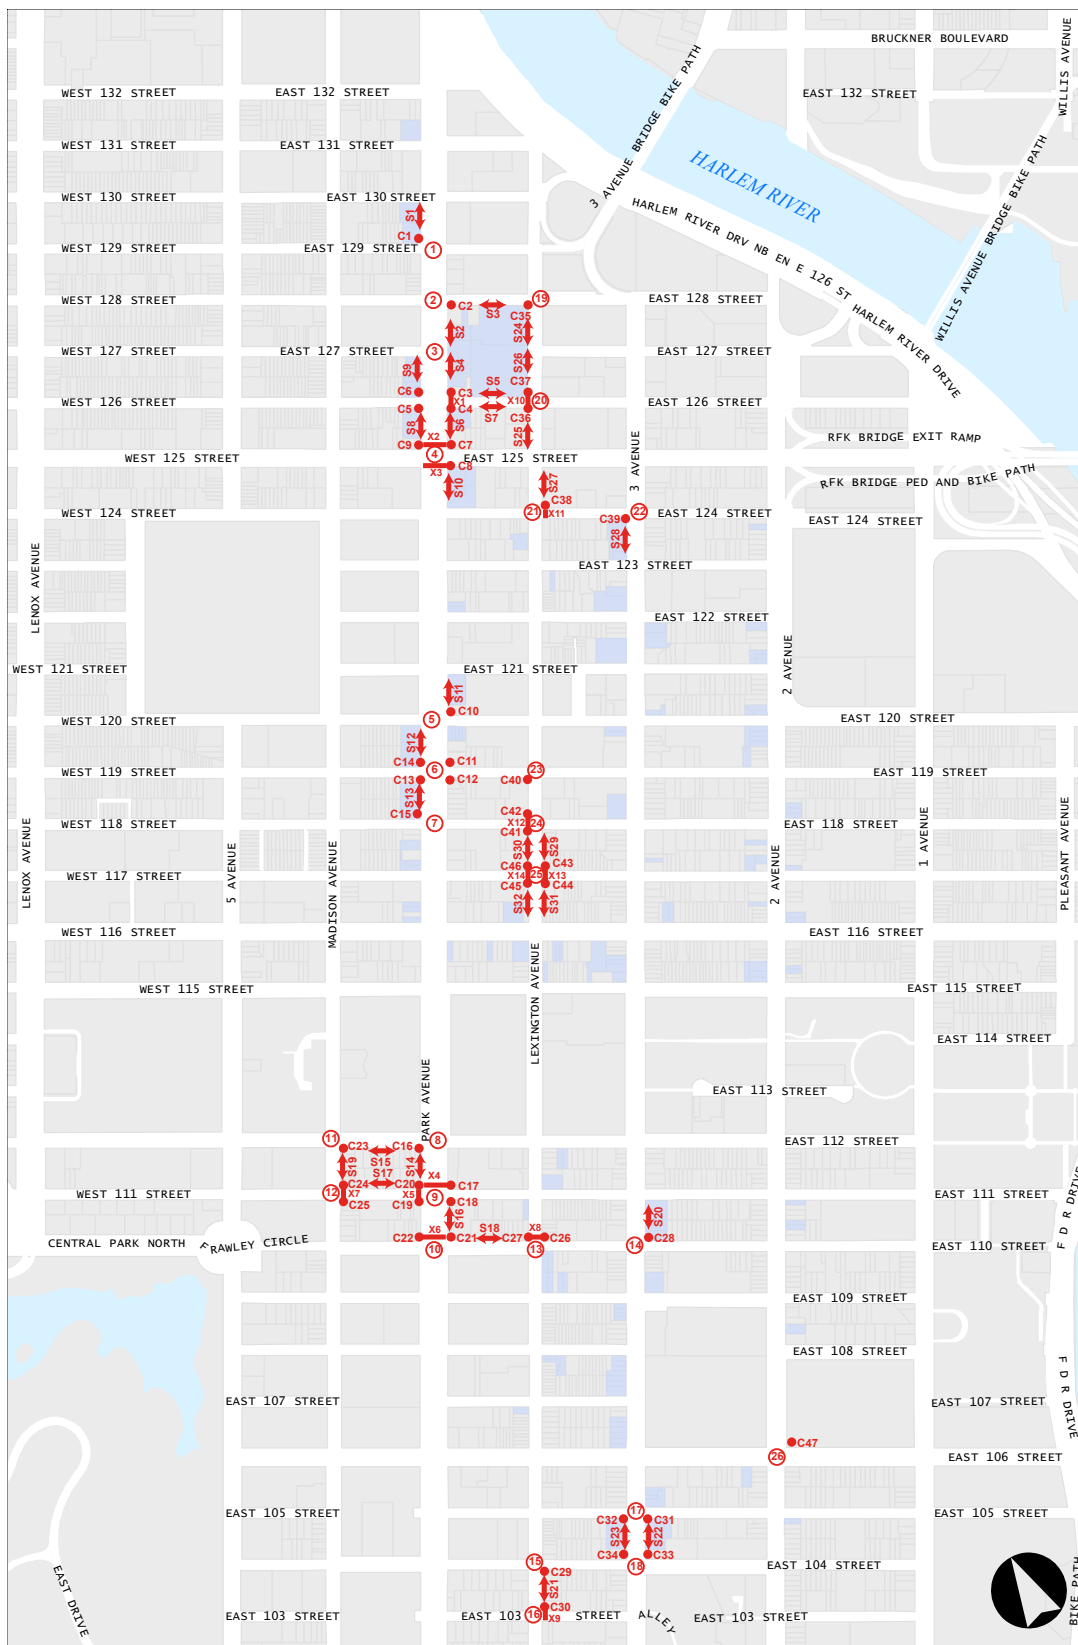 BRUCKNER BOULEVARD
WILLIS AVENUE
WEST 132 STREET
EAST 132 STREET
EAST 132 STREET
3 AVENUE BRIDGE BIKE PATH
WEST 131 STREET
EAST 131 STREET
HARLEM RIVER
WILLIS AVENUE BRIDGE BIKE PATH
WEST 130 STREET
EAST 130 STREET
HARLEM RIVER DRV NB EN E 126 ST HARLEM RIVER DRIVE
S1
C1
WEST 129 STREET
EAST 129 STREET
1
WEST 128 STREET
2
C2
S3
19
C35
EAST 128 STREET
S2
S24
WEST 127 STREET
EAST 127 STREET
3
EAST 127 STREET
S9
S4
S26
S5
C6
C3
C37
X1
X10
20
WEST 126 STREET
C5
C4
S7
C36
EAST 126 STREET
S8
S6
S25
X2
C9
C7
RFK BRIDGE EXIT RAMP
3 AVENUE
4
WEST 125 STREET
EAST 125 STREET
X3
C8
S10
S27
RFK BRIDGE PED AND BIKE PATH
C38
WEST 124 STREET
21
X11
C39
22
EAST 124 STREET
EAST 124 STREET
S28
EAST 123 STREET
LENOX AVENUE
EAST 122 STREET
2 AVENUE
WEST 121 STREET
EAST 121 STREET
S11
C10
WEST 120 STREET
5
EAST 120 STREET
S12
C14
C11
WEST 119 STREET
6
23
EAST 119 STREET
C13
C12
C40
S13
C15
C42
WEST 118 STREET
7
X12
24
EAST 118 STREET
C41
S30
S29
1 AVENUE
PLEASANT AVENUE
LENOX AVENUE
5 AVENUE
MADISON AVENUE
2 AVENUE
C46
C43
WEST 117 STREET
X14
25
X13
C45
C44
S32
S31
WEST 116 STREET
EAST 116 STREET
WEST 115 STREET
LEXINGTON AVENUE
EAST 115 STREET
EAST 114 STREET
PARK AVENUE
EAST 113 STREET
11
8
EAST 112 STREET
C23
C16
S15
S19
S17
S14
X4
C24
C20
C17
WEST 111 STREET
12
X7
X5
9
EAST 111 STREET
C25
C19
C18
S16
S20
F D R DRIVE
X6
S18
X8
C22
C21
C27
C26
C28
CENTRAL PARK NORTH
FRAWLEY CIRCLE
10
13
14
EAST 110 STREET
EAST 109 STREET
EAST 108 STREET
F D R DRIVE
EAST 107 STREET
EAST 107 STREET
C47
26
EAST 106 STREET
EAST 105 STREET
17
EAST 105 STREET
C32
C31
S23
S22
C34
C33
15
18
EAST 104 STREET
C29
EAST DRIVE
S21
BIKE PATH
C30
EAST 103 STREET
EAST 103 STREET
16
X9
ALLEY
EAST 103 STREET